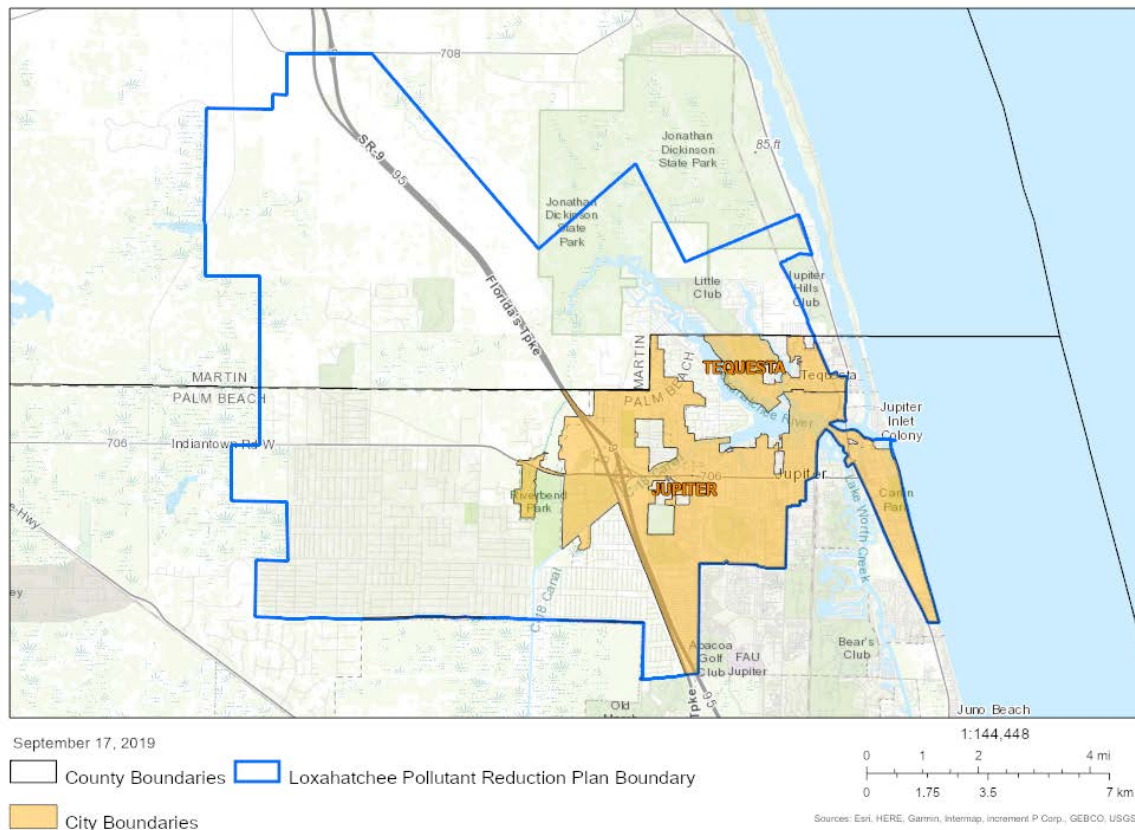 708
SR-9
95
Jonathan
Dickinson
State Park
85 ft
Jonathan
Dickinson
State
Park
Florida's Tpke
Little
Club
Jupiter
Hills
Club
MARTIN
PALM BEACH
MARTIN
PALM BEACH
TEQUESTA
Tequesta
River
Jupiter
Inlet
Colony
706
Indiantown Rd W
706
Jupiter
JUPITER
Riverbend
Park
Carlin
Park
Lake Worth Creek
C-18 Canal
Abacoa
Golf
Club
FAU
Jupiter
Bear's
Club
Tpke
95
Old
Juno Beach
September 17, 2019
1:144,448
County Boundaries
Loxahatchee Pollutant Reduction Plan Boundary
City Boundaries
0 1 2 4 mi
0 1.75 3.5 7 km
Sources: Esri, HERE, Garmin, Intermap, increment P Corp., GEBCO, USGS